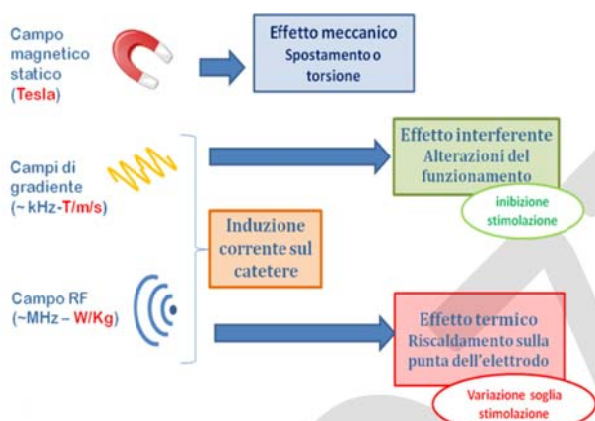 Campo
magnetico
statico
(Tesla)
Effetto meccanico
Spostamento o
torsione
Campi di
gradiente
(~ kHz-T/m/s)
Effetto interferente
Alterazioni del
funzionamento
inibizione
stimolazione
Induzione
corrente sul
catetere
Campo RF
(~MHz – W/Kg)
Effetto termico
Riscaldamento sulla
punta dell'elettrodo
Variazione soglia
stimolazione